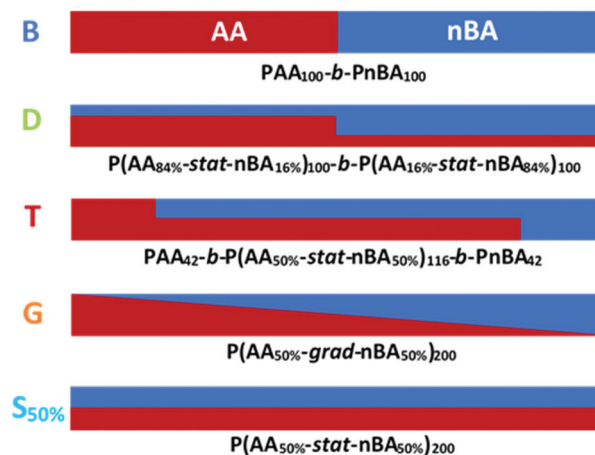 B AA nBA
PAA₁₀₀-b-PnBA₁₀₀
D
P(AA₈₄%-stat-nBA₁₆%)₁₀₀-b-P(AA₁₆%-stat-nBA₈₄%)₁₀₀
T
PAA₄₂-b-P(AA₅₀%-stat-nBA₅₀%)₁₁₆-b-PnBA₄₂
G
P(AA₅₀%-grad-nBA₅₀%)₂₀₀
S₅₀%
P(AA₅₀%-stat-nBA₅₀%)₂₀₀